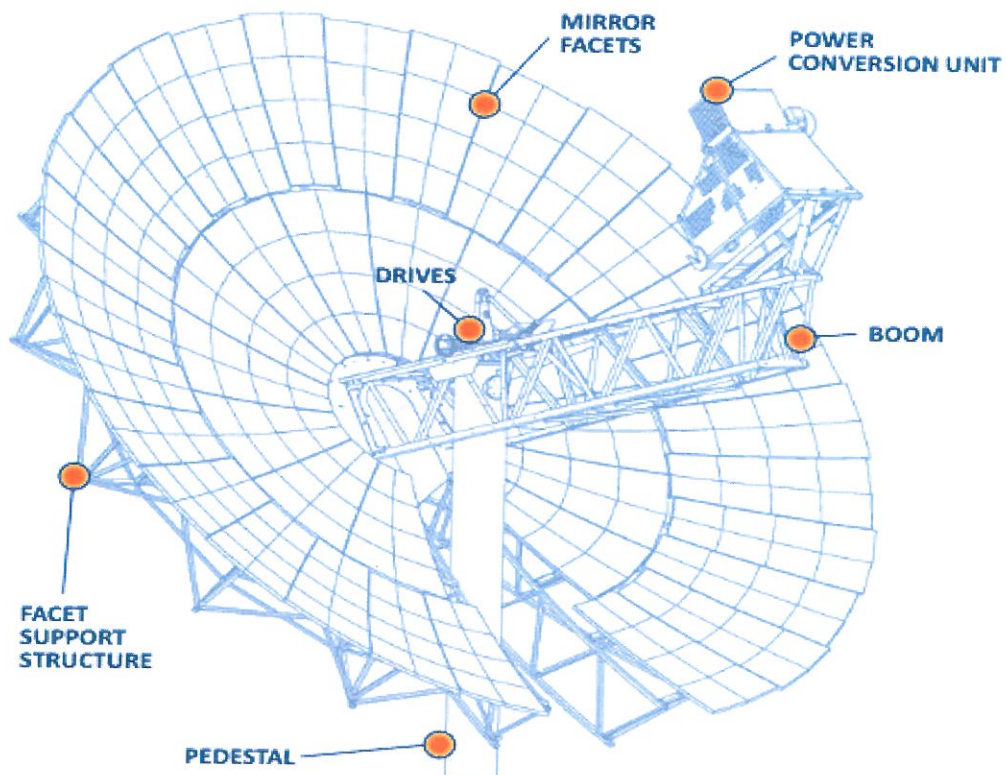 MIRROR
FACETS
POWER
CONVERSION UNIT
DRIVES
BOOM
FACET
SUPPORT
STRUCTURE
PEDESTAL